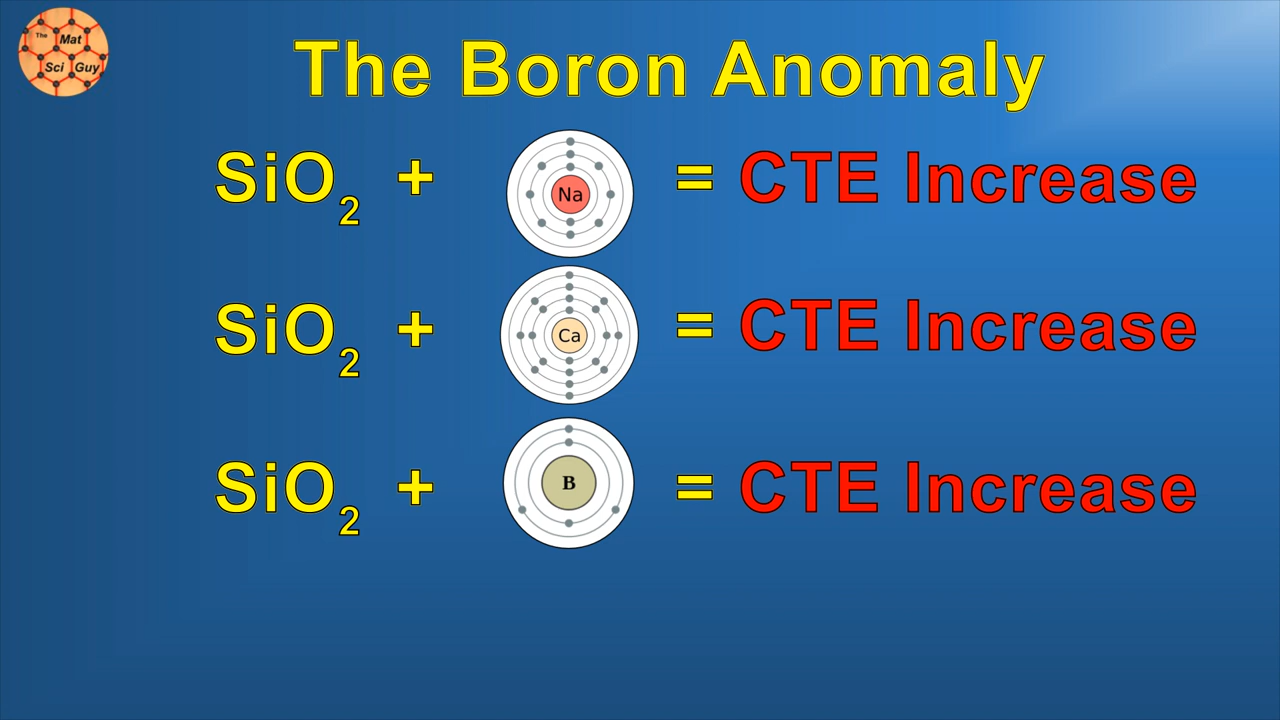 The Mat
Sci Guy
The Boron Anomaly
SiO₂ + Na = CTE Increase
SiO₂ + Ca = CTE Increase
SiO₂ + B = CTE Increase